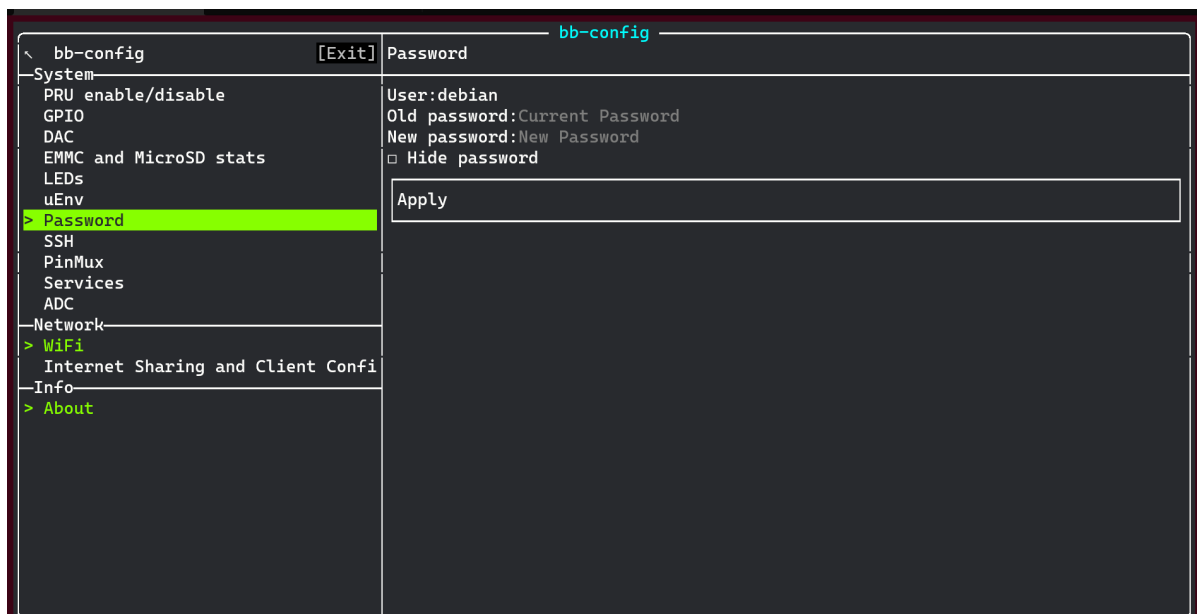 bb-config
↖ bb-config [Exit]
System
PRU enable/disable
GPIO
DAC
EMMC and MicroSD stats
LEDs
uEnv
> Password
SSH
PinMux
Services
ADC
Network
> WiFi
Internet Sharing and Client Confi
Info
> About
Password
User:debian
Old password:Current Password
New password:New Password
☐ Hide password
Apply